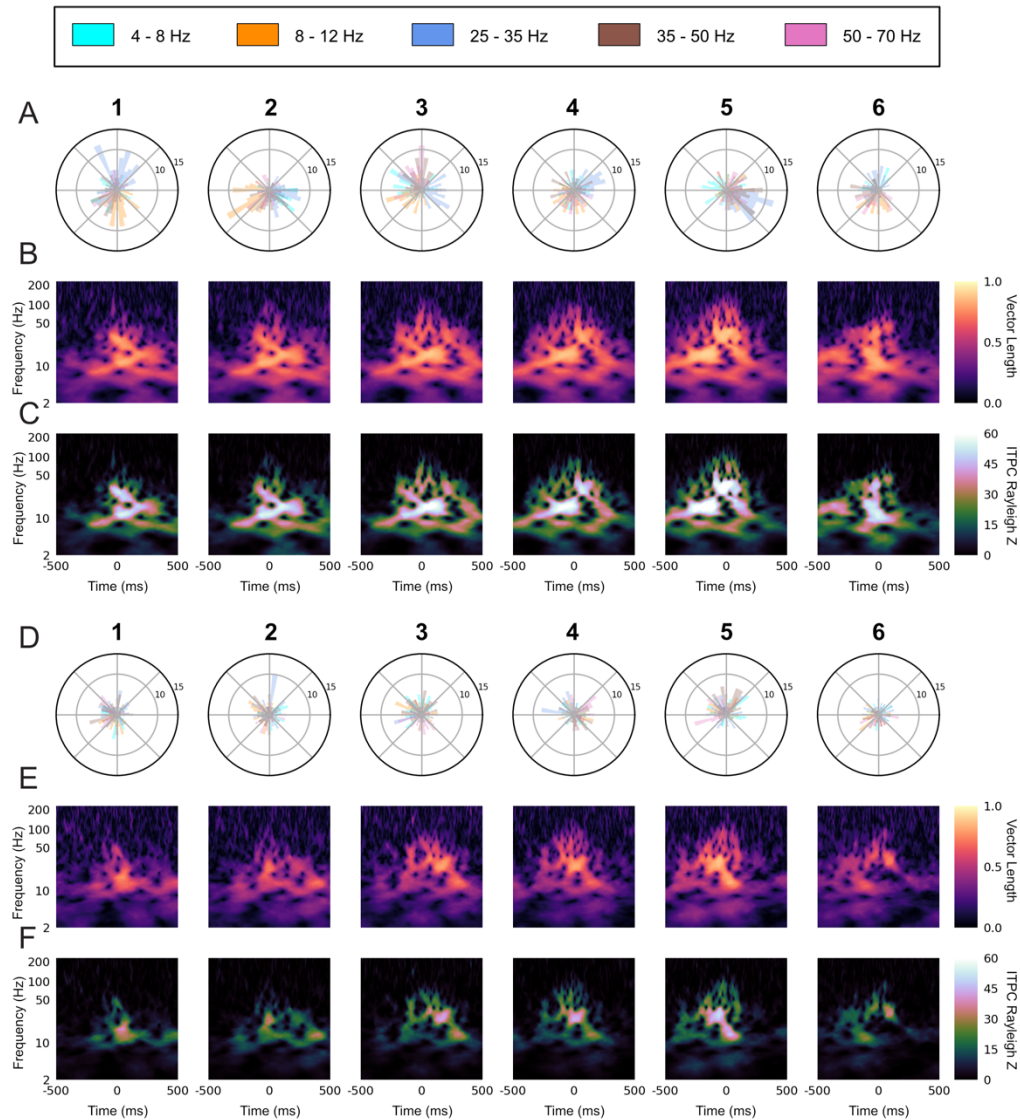 4 - 8 Hz 8 - 12 Hz 25 - 35 Hz 35 - 50 Hz 50 - 70 Hz
A
1 2 3 4 5 6
10 15 10 15 10 15 10 15 10 15 10 15
B
Frequency (Hz)
200
100
50
10
2
1.0
0.5
0.0
Vector Length
C
Frequency (Hz)
200
100
50
10
2
60
45
30
15
0
ITPC Rayleigh Z
-500 0 500 -500 0 500 -500 0 500 -500 0 500 -500 0 500 -500 0 500
Time (ms) Time (ms) Time (ms) Time (ms) Time (ms) Time (ms)
D
1 2 3 4 5 6
10 15 10 15 10 15 10 15 10 15 10 15
E
Frequency (Hz)
200
100
50
10
2
1.0
0.5
0.0
Vector Length
F
Frequency (Hz)
200
100
50
10
2
60
45
30
15
0
ITPC Rayleigh Z
-500 0 500 -500 0 500 -500 0 500 -500 0 500 -500 0 500 -500 0 500
Time (ms) Time (ms) Time (ms) Time (ms) Time (ms) Time (ms)